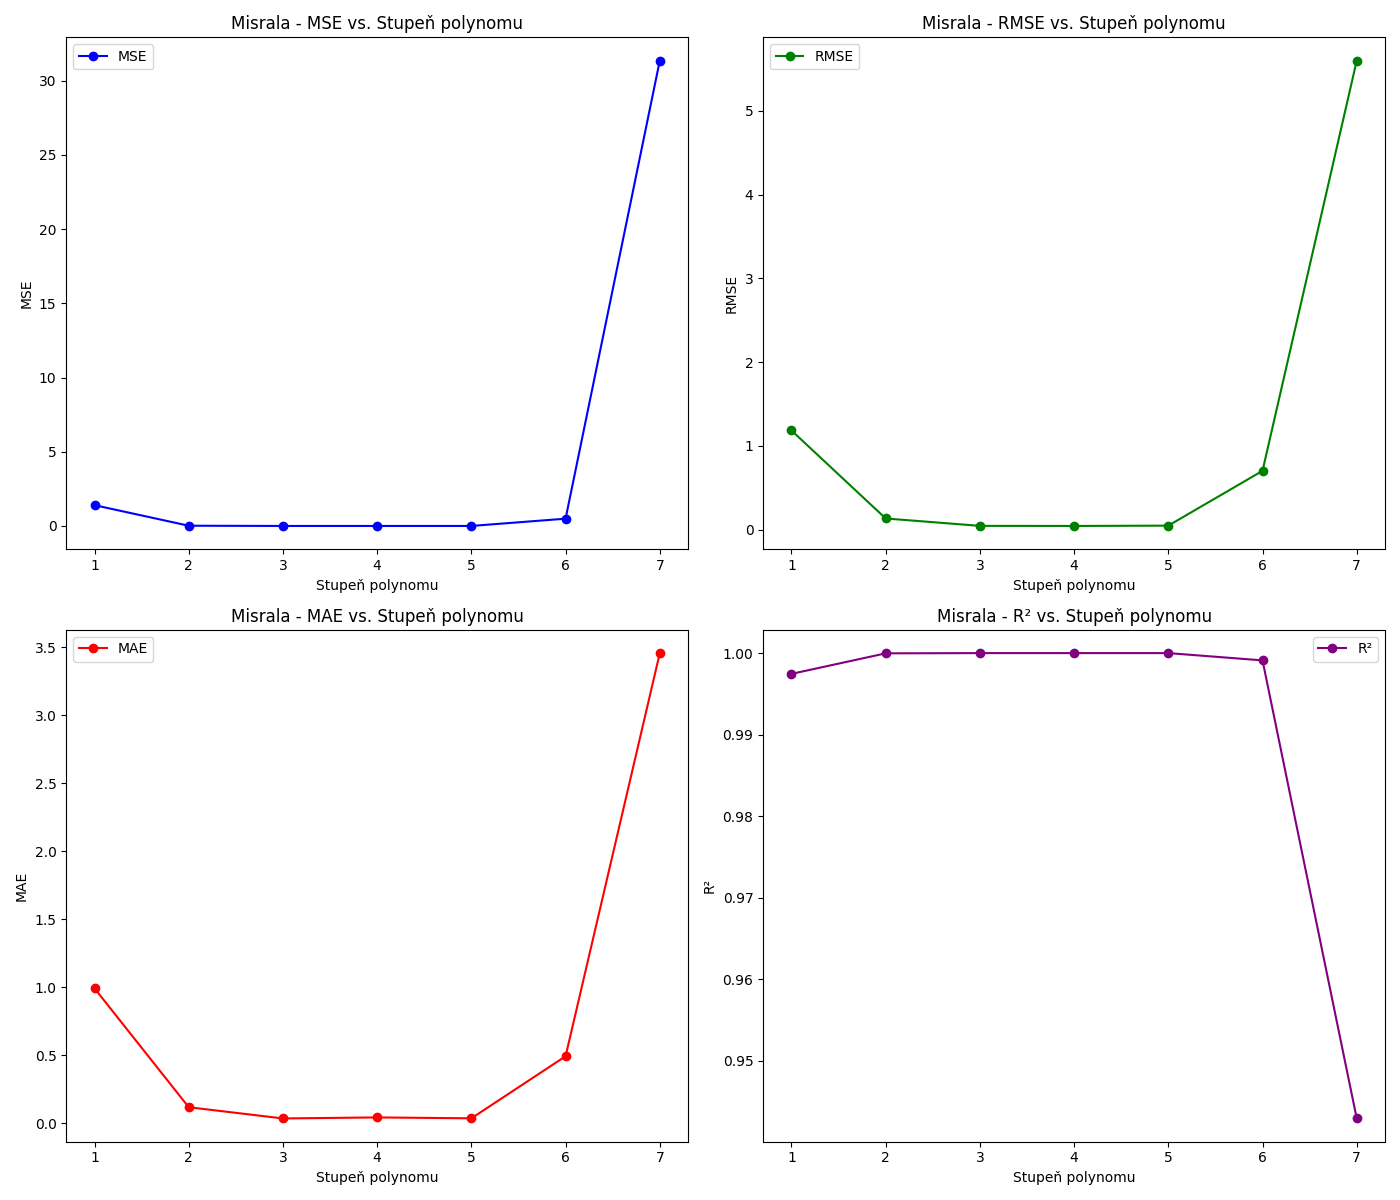 Misrala - MSE vs. Stupeň polynomu
MSE
30
25
20
15
10
5
0
MSE
1 2 3 4 5 6 7
Stupeň polynomu
Misrala - RMSE vs. Stupeň polynomu
RMSE
5
4
3
2
1
0
RMSE
1 2 3 4 5 6 7
Stupeň polynomu
Misrala - MAE vs. Stupeň polynomu
MAE
3.5
3.0
2.5
2.0
1.5
1.0
0.5
0.0
MAE
1 2 3 4 5 6 7
Stupeň polynomu
Misrala - R² vs. Stupeň polynomu
R²
1.00
0.99
0.98
0.97
0.96
0.95
R²
1 2 3 4 5 6 7
Stupeň polynomu